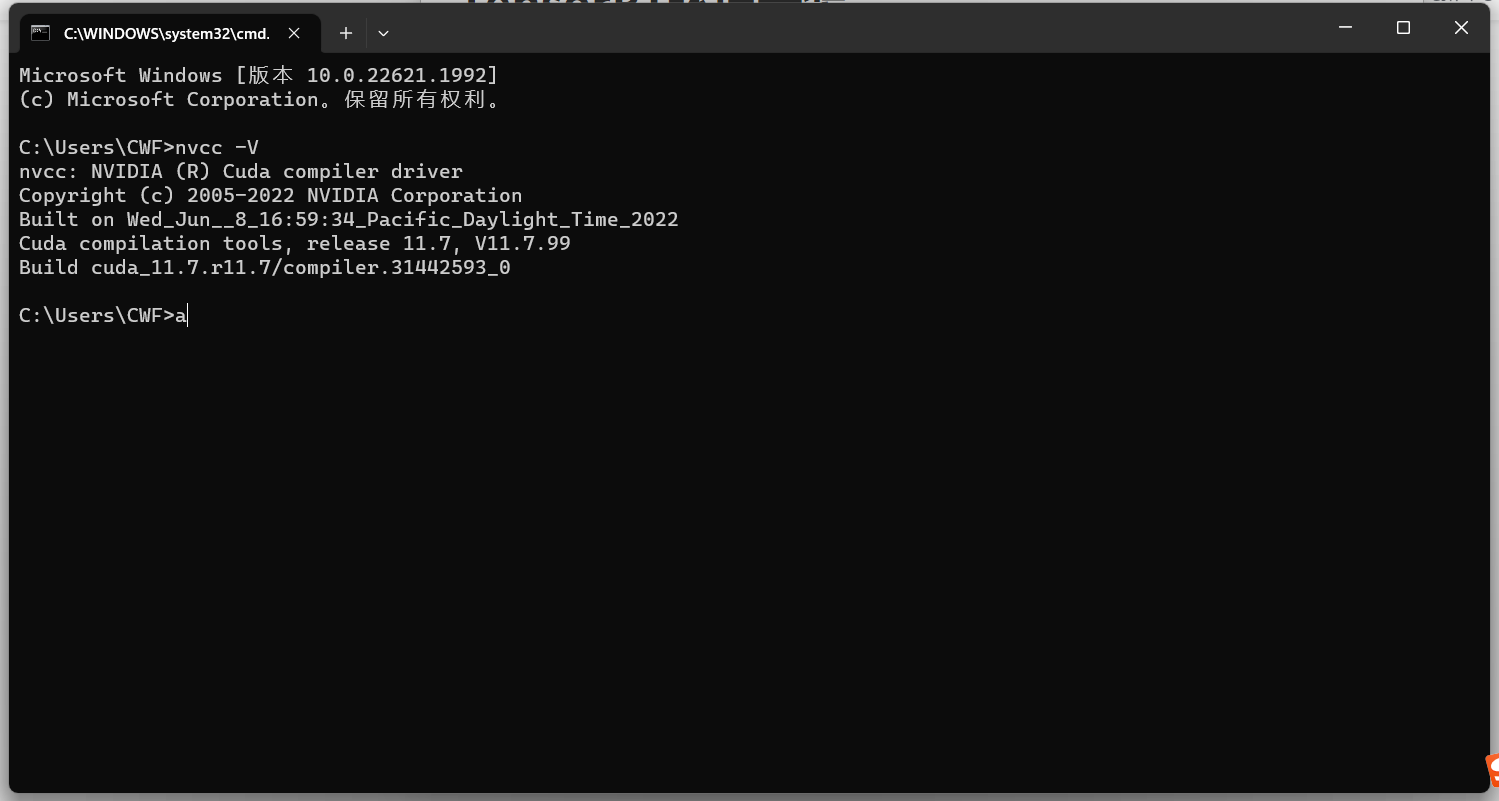 C:\WINDOWS\system32\cmd.
Microsoft Windows [版本 10.0.22621.1992]
(c) Microsoft Corporation。保留所有权利。
C:\Users\CWF>nvcc -V
nvcc: NVIDIA (R) Cuda compiler driver
Copyright (c) 2005-2022 NVIDIA Corporation
Built on Wed_Jun__8_16:59:34_Pacific_Daylight_Time_2022
Cuda compilation tools, release 11.7, V11.7.99
Build cuda_11.7.r11.7/compiler.31442593_0
C:\Users\CWF>a